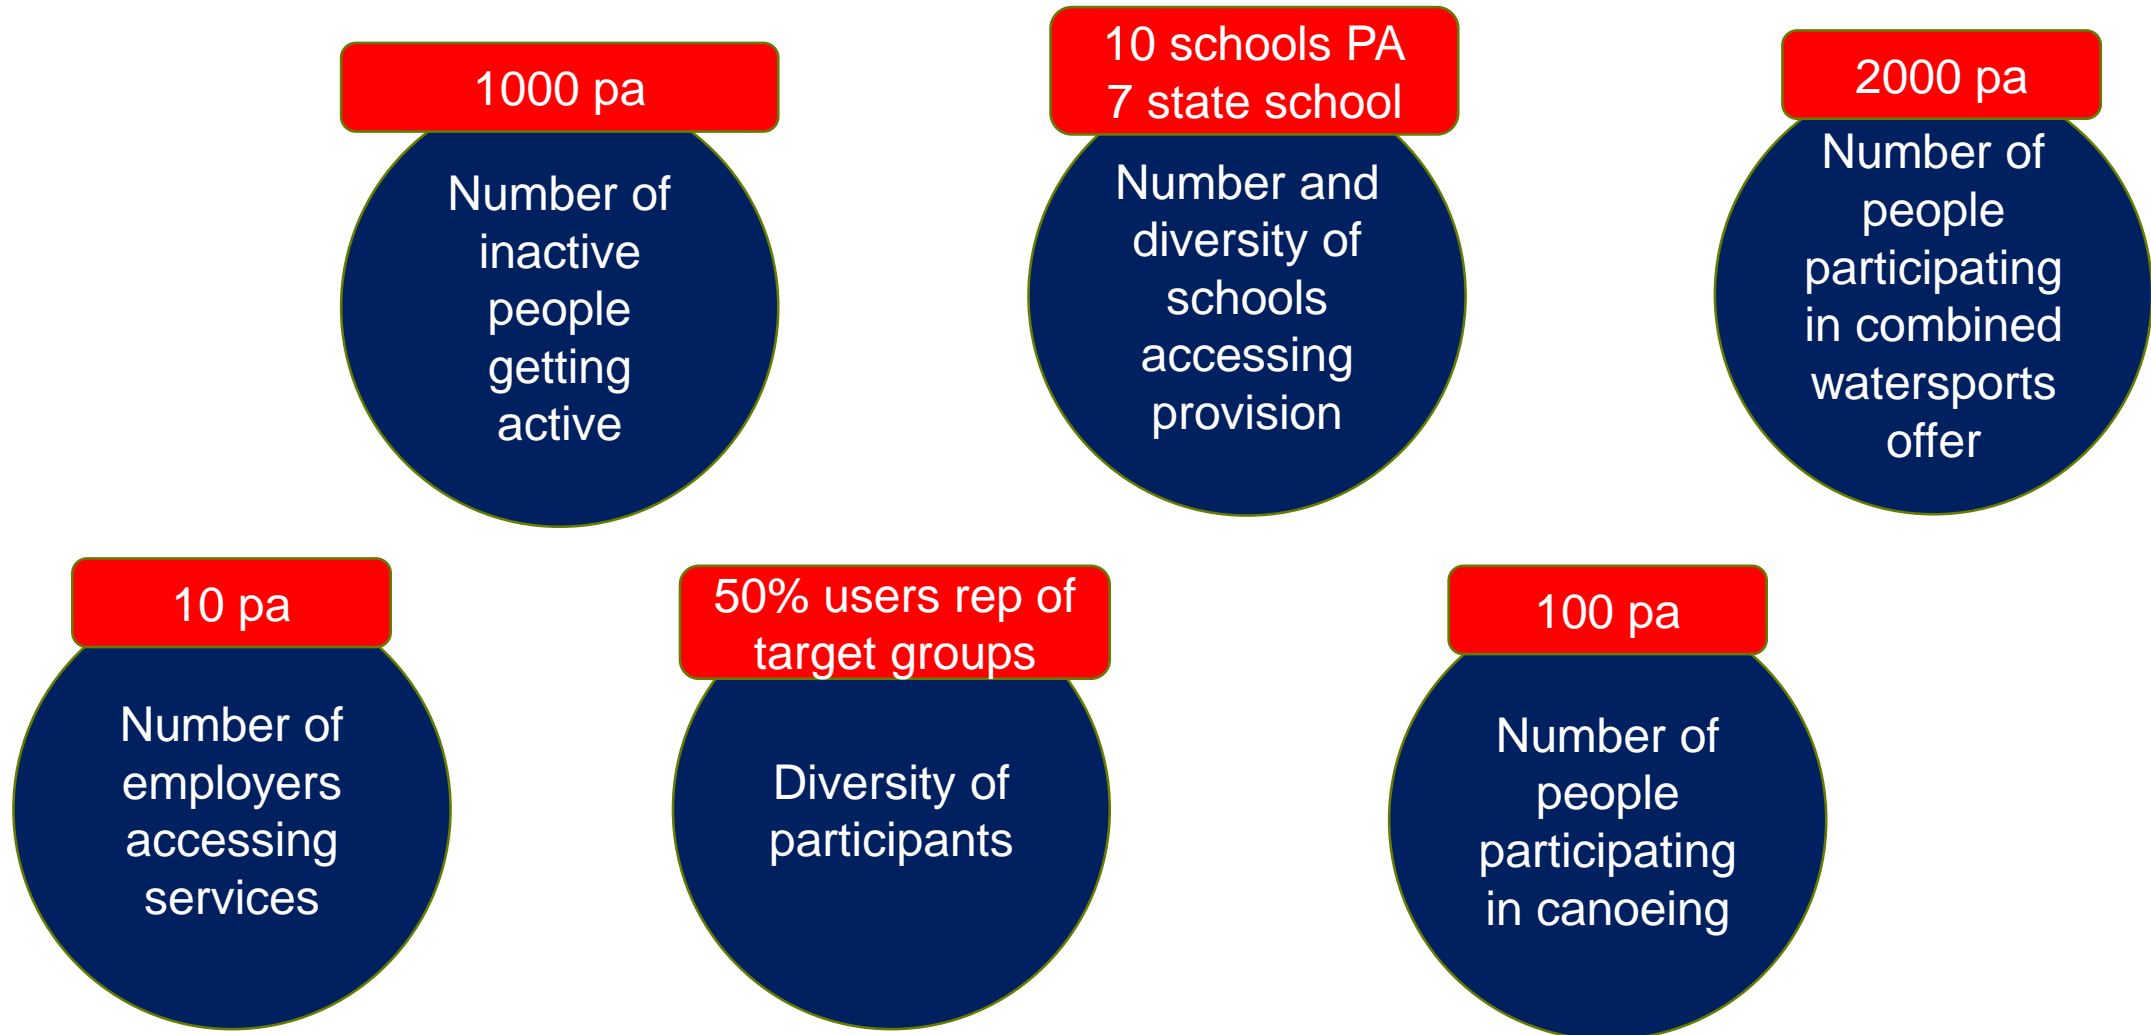 1000 pa
Number of
inactive
people
getting
active
10 schools PA
7 state school
Number and
diversity of
schools
accessing
provision
2000 pa
Number of
people
participating
in combined
watersports
offer
10 pa
Number of
employers
accessing
services
50% users rep of
target groups
Diversity of
participants
100 pa
Number of
people
participating
in canoeing